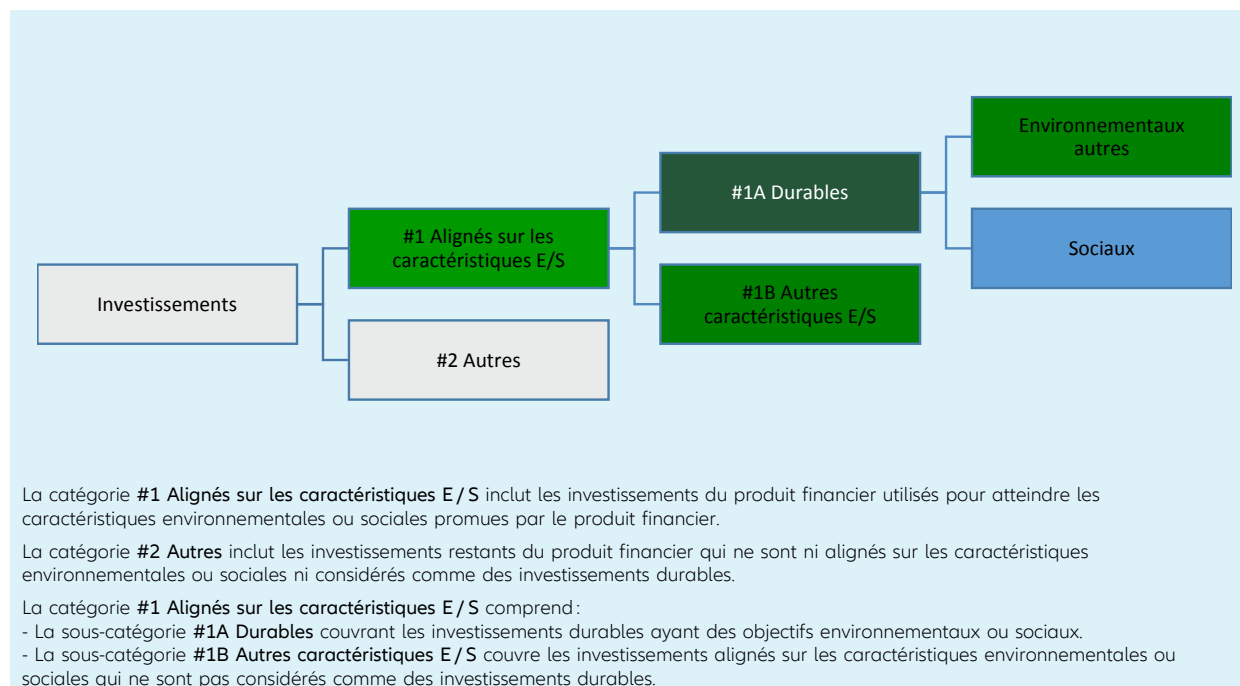 Environnementaux
autres
#1A Durables
#1 Alignés sur les
caractéristiques E/S
Sociaux
#1B Autres
caractéristiques E/S
Investissements
#2 Autres
La catégorie #1 Alignés sur les caractéristiques E / S inclut les investissements du produit financier utilisés pour atteindre les
caractéristiques environnementales ou sociales promues par le produit financier.
La catégorie #2 Autres inclut les investissements restants du produit financier qui ne sont ni alignés sur les caractéristiques
environnementales ou sociales ni considérés comme des investissements durables.
La catégorie #1 Alignés sur les caractéristiques E / S comprend :
- La sous-catégorie #1A Durables couvrant les investissements durables ayant des objectifs environnementaux ou sociaux.
- La sous-catégorie #1B Autres caractéristiques E / S couvre les investissements alignés sur les caractéristiques environnementales ou
sociales qui ne sont pas considérés comme des investissements durables.